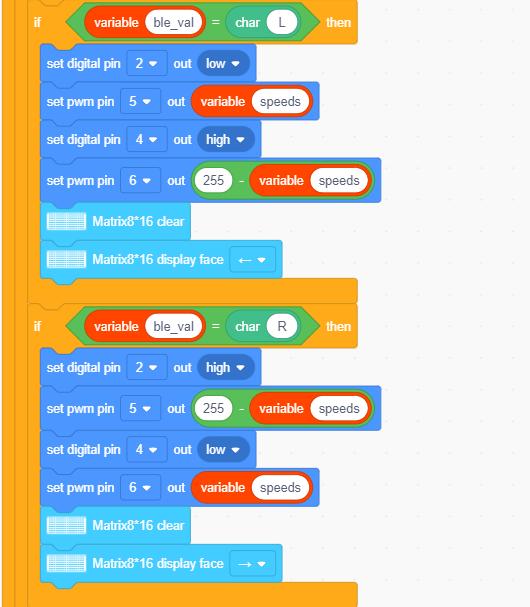 if variable ble_val = char L then
set digital pin 2 out low
set pwm pin 5 out variable speeds
set digital pin 4 out high
set pwm pin 6 out 255 - variable speeds
Matrix8*16 clear
Matrix8*16 display face ←
if variable ble_val = char R then
set digital pin 2 out high
set pwm pin 5 out 255 - variable speeds
set digital pin 4 out low
set pwm pin 6 out variable speeds
Matrix8*16 clear
Matrix8*16 display face →